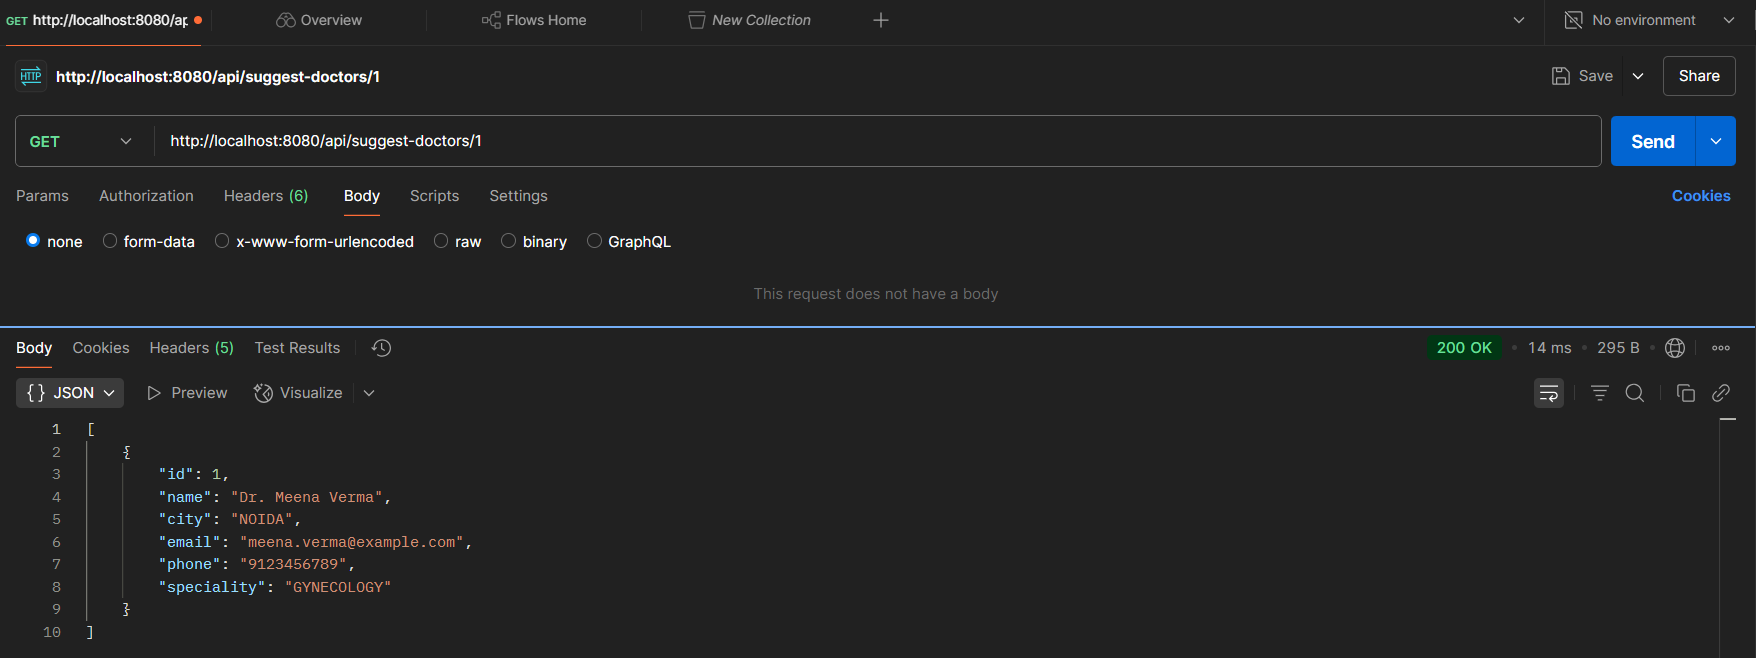 GET http://localhost:8080/ap Overview Flows Home New Collection No environment
HTTP http://localhost:8080/api/suggest-doctors/1 Save Share
GET http://localhost:8080/api/suggest-doctors/1 Send
Params Authorization Headers (6) Body Scripts Settings Cookies
none form-data x-www-form-urlencoded raw binary GraphQL
This request does not have a body
Body Cookies Headers (5) Test Results 200 OK • 14 ms • 295 B •
{} JSON Preview Visualize
1 [
2 {
3 "id": 1,
4 "name": "Dr. Meena Verma",
5 "city": "NOIDA",
6 "email": "meena.verma@example.com",
7 "phone": "9123456789",
8 "speciality": "GYNECOLOGY"
9 }
10 ]